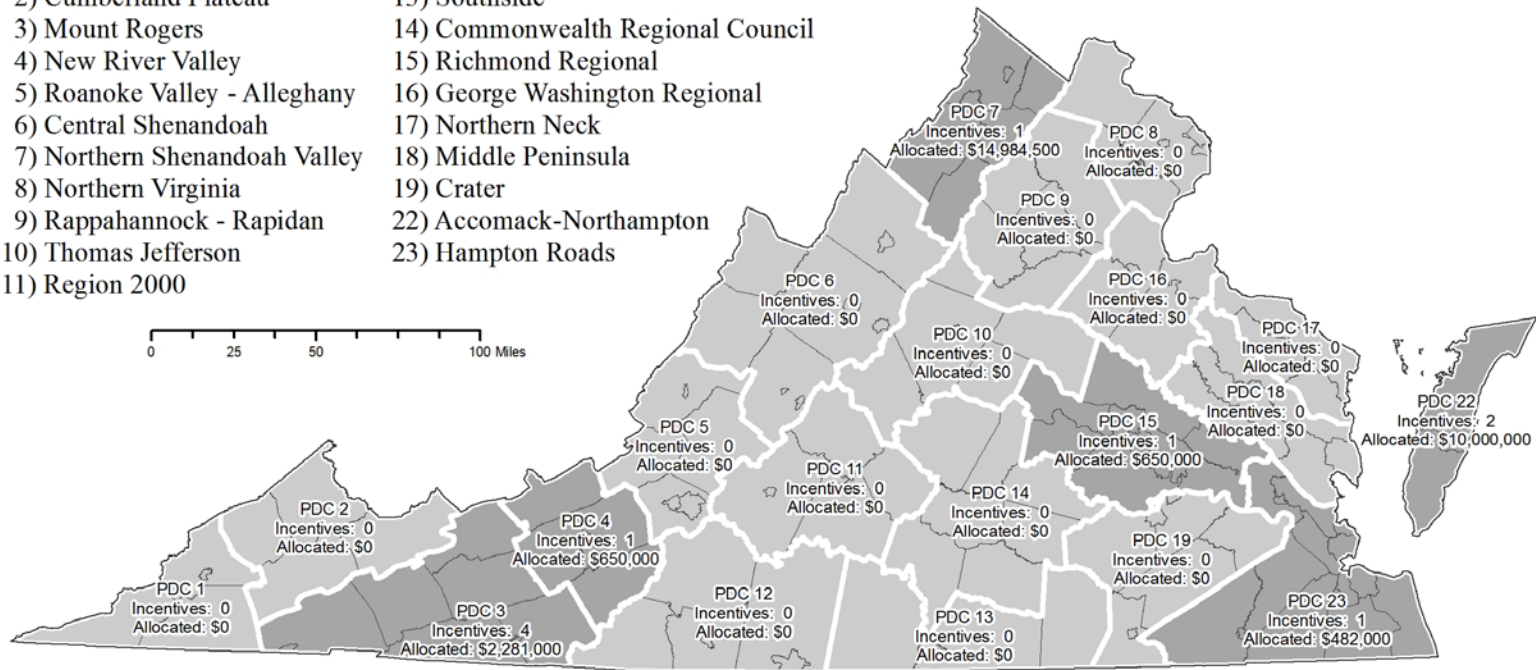 2) Cumberland Plateau
3) Mount Rogers
4) New River Valley
5) Roanoke Valley - Alleghany
6) Central Shenandoah
7) Northern Shenandoah Valley
8) Northern Virginia
9) Rappahannock - Rapidan
10) Thomas Jefferson
11) Region 2000
13) Southside
14) Commonwealth Regional Council
15) Richmond Regional
16) George Washington Regional
17) Northern Neck
18) Middle Peninsula
19) Crater
22) Accomack-Northampton
23) Hampton Roads
0 25 50 100 Miles
PDC 7
Incentives: 1
Allocated: $14,984,500
PDC 8
Incentives: 0
Allocated: $0
PDC 9
Incentives: 0
Allocated: $0
PDC 6
Incentives: 0
Allocated: $0
PDC 16
Incentives: 0
Allocated: $0
PDC 10
Incentives: 0
Allocated: $0
PDC 17
Incentives: 0
Allocated: $0
PDC 18
Incentives: 0
Allocated: $0
PDC 22
Incentives: 2
Allocated: $10,000,000
PDC 5
Incentives: 0
Allocated: $0
PDC 15
Incentives: 1
Allocated: $650,000
PDC 11
Incentives: 0
Allocated: $0
PDC 14
Incentives: 0
Allocated: $0
PDC 2
Incentives: 0
Allocated: $0
PDC 4
Incentives: 1
Allocated: $650,000
PDC 19
Incentives: 0
Allocated: $0
PDC 1
Incentives: 0
Allocated: $0
PDC 3
Incentives: 4
Allocated: $2,281,000
PDC 12
Incentives: 0
Allocated: $0
PDC 13
Incentives: 0
Allocated: $0
PDC 23
Incentives: 1
Allocated: $482,000